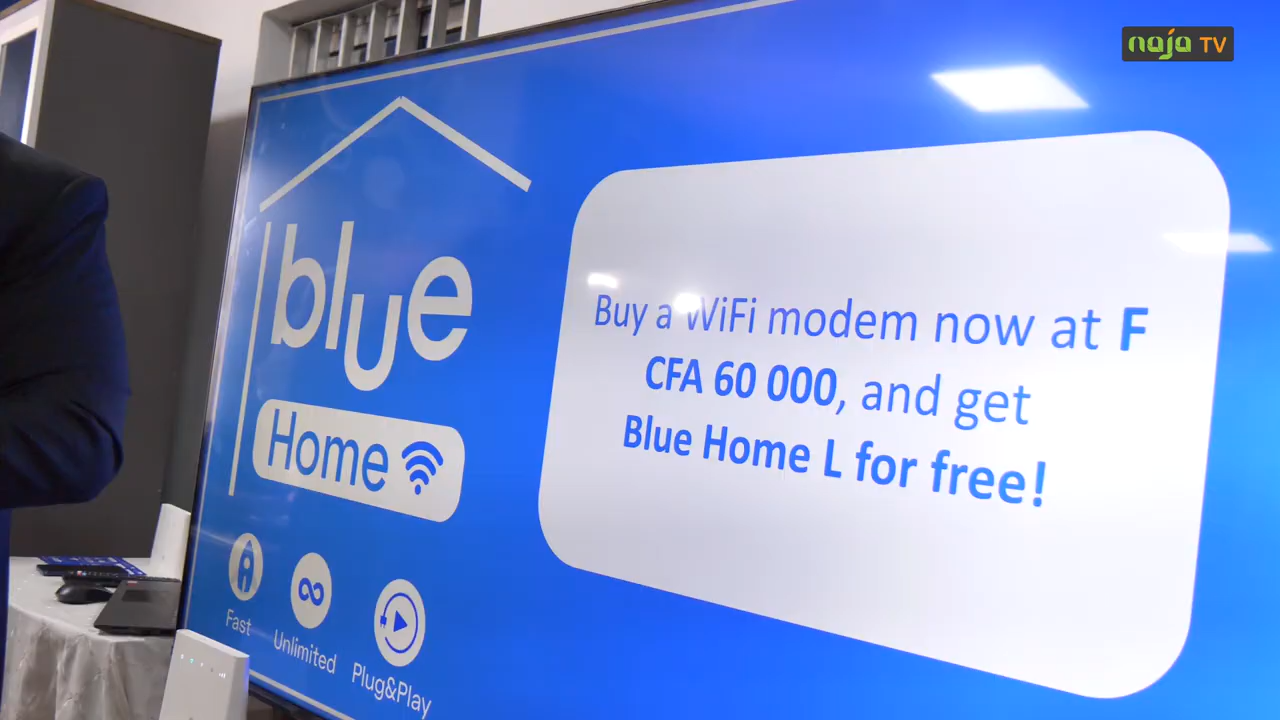 naja TV
blue
Home
Fast
Unlimited
Plug&Play
Buy a WiFi modem now at F
CFA 60 000, and get
Blue Home L for free!